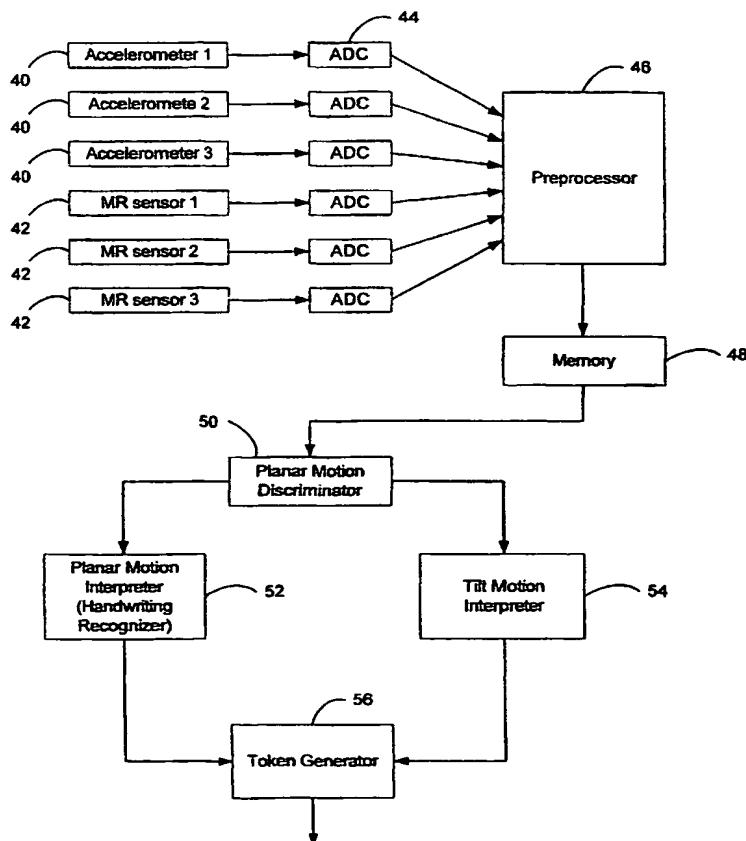 44
Accelerometer 1
ADC
46
40
Acceleromete 2
ADC
40
Accelerometer 3
ADC
Preprocessor
40
MR sensor 1
ADC
42
MR sensor 2
ADC
42
MR sensor 3
ADC
42
Memory
48
50
Planar Motion
Discriminator
Planar Motion
Interpreter
(Handwriting
Recognizer)
52
Tilt Motion
Interpreter
54
56
Token Generator